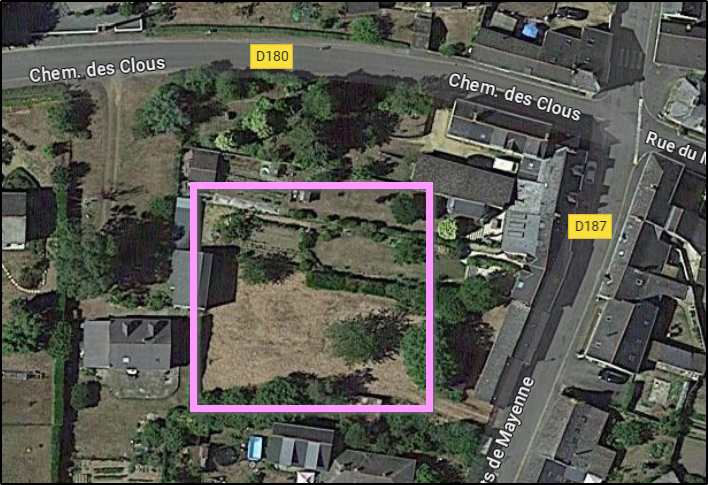 D180
Chem. des Clous
Chem. des Clous
Rue du
D187
de Mayenne